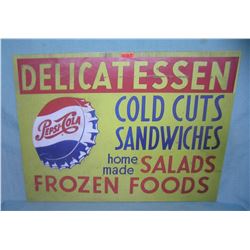 DELICATESSEN
Pepsi-Cola
COLD CUTS
SANDWICHES
home
made SALADS
FROZEN FOODS